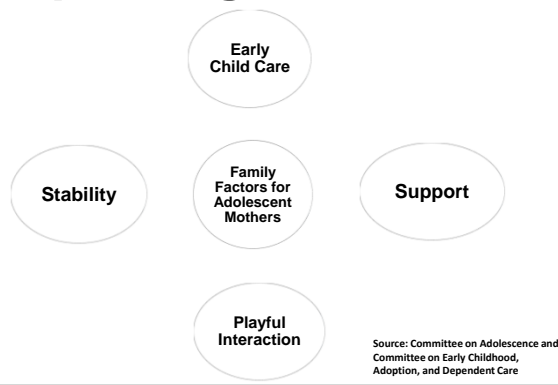 Early
Child Care
Stability
Family
Factors for
Adolescent
Mothers
Support
Playful
Interaction
Source: Committee on Adolescence and
Committee on Early Childhood,
Adoption, and Dependent Care